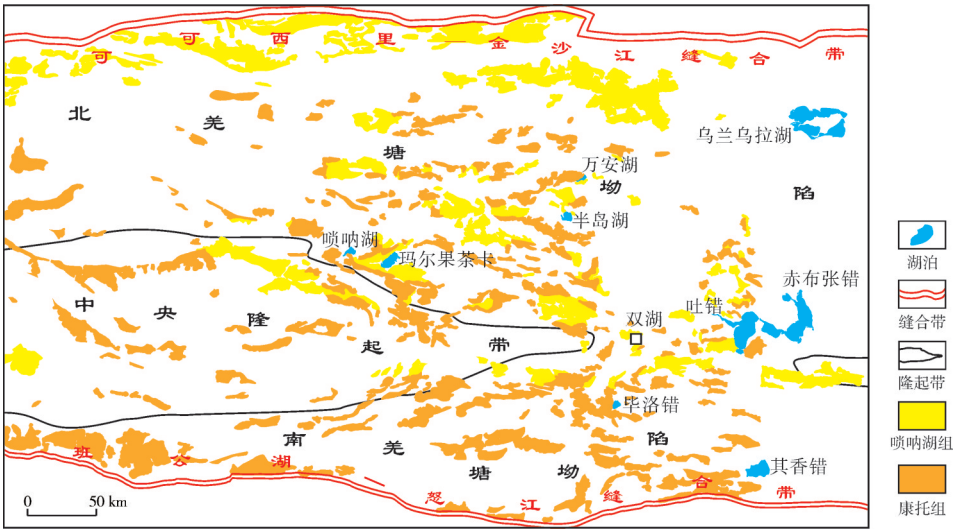 可可西里金沙江缝合带
北羌塘坳陷
乌兰乌拉湖
万安湖
半岛湖
唢呐湖
玛尔果茶卡
赤布张错
吐错
双湖
中央隆起带
毕洛错
南羌塘坳陷
其香错
班公湖怒江缝合带
0 50 km
湖泊
缝合带
隆起带
唢呐湖组
康托组